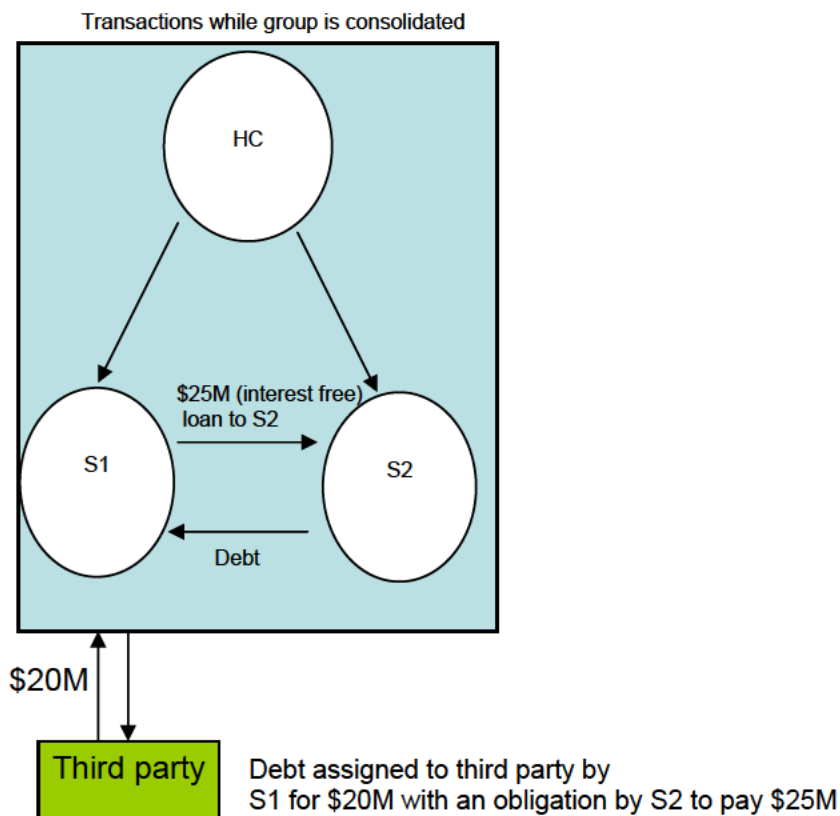 Transactions while group is consolidated
HC
$25M (interest free)
loan to S2
S1
S2
Debt
$20M
Third party
Debt assigned to third party by
S1 for $20M with an obligation by S2 to pay $25M